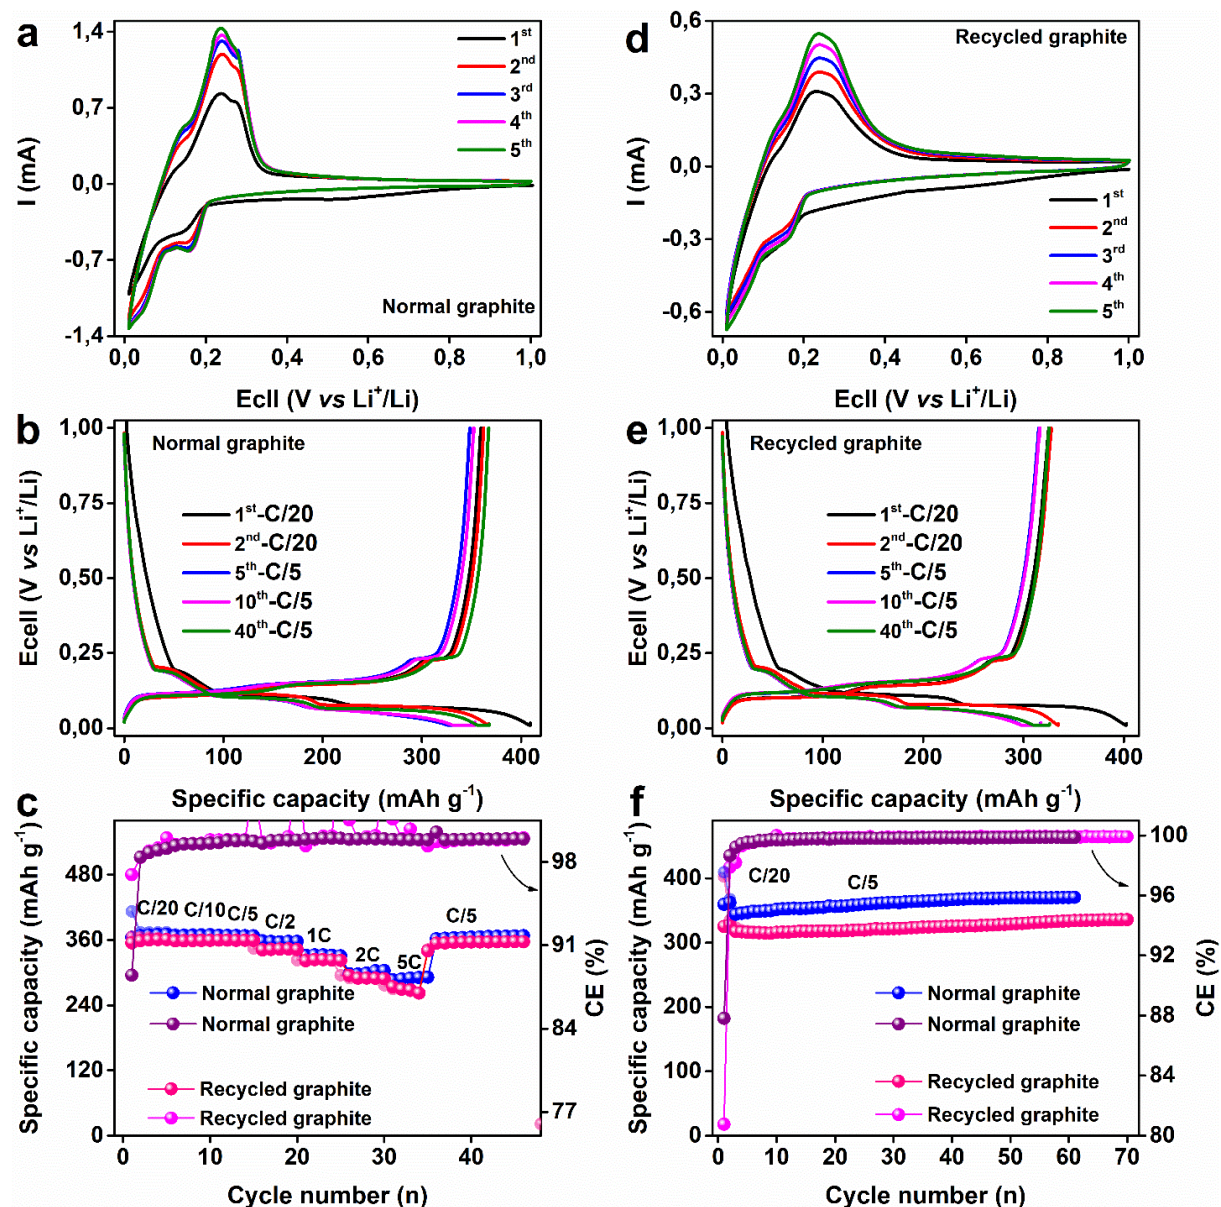 a
1,4
0,7
0,0
-0,7
-1,4
I (mA)
1st
2nd
3rd
4th
5th
Normal graphite
0,0 0,2 0,4 0,6 0,8 1,0
Ecll (V vs Li+/Li)
d
0,6
0,3
0,0
-0,3
-0,6
I (mA)
Recycled graphite
1st
2nd
3rd
4th
5th
0,0 0,2 0,4 0,6 0,8 1,0
Ecll (V vs Li+/Li)
b
1,00
0,75
0,50
0,25
0,00
Ecell (V vs Li+/Li)
Normal graphite
1st-C/20
2nd-C/20
5th-C/5
10th-C/5
40th-C/5
0 100 200 300 400
Specific capacity (mAh g-1)
e
1,00
0,75
0,50
0,25
0,00
Ecell (V vs Li+/Li)
Recycled graphite
1st-C/20
2nd-C/20
5th-C/5
10th-C/5
40th-C/5
0 100 200 300 400
Specific capacity (mAh g-1)
c
480
360
240
120
0
Specific capacity (mAh g-1)
C/20 C/10 C/5 C/2 1C 2C 5C C/5
Normal graphite
Normal graphite
Recycled graphite
Recycled graphite
98
91
84
77
CE (%)
0 10 20 30 40
Cycle number (n)
f
400
300
200
100
0
Specific capacity (mAh g-1)
C/20 C/5
Normal graphite
Normal graphite
Recycled graphite
Recycled graphite
100
96
92
88
84
80
CE (%)
0 10 20 30 40 50 60 70
Cycle number (n)